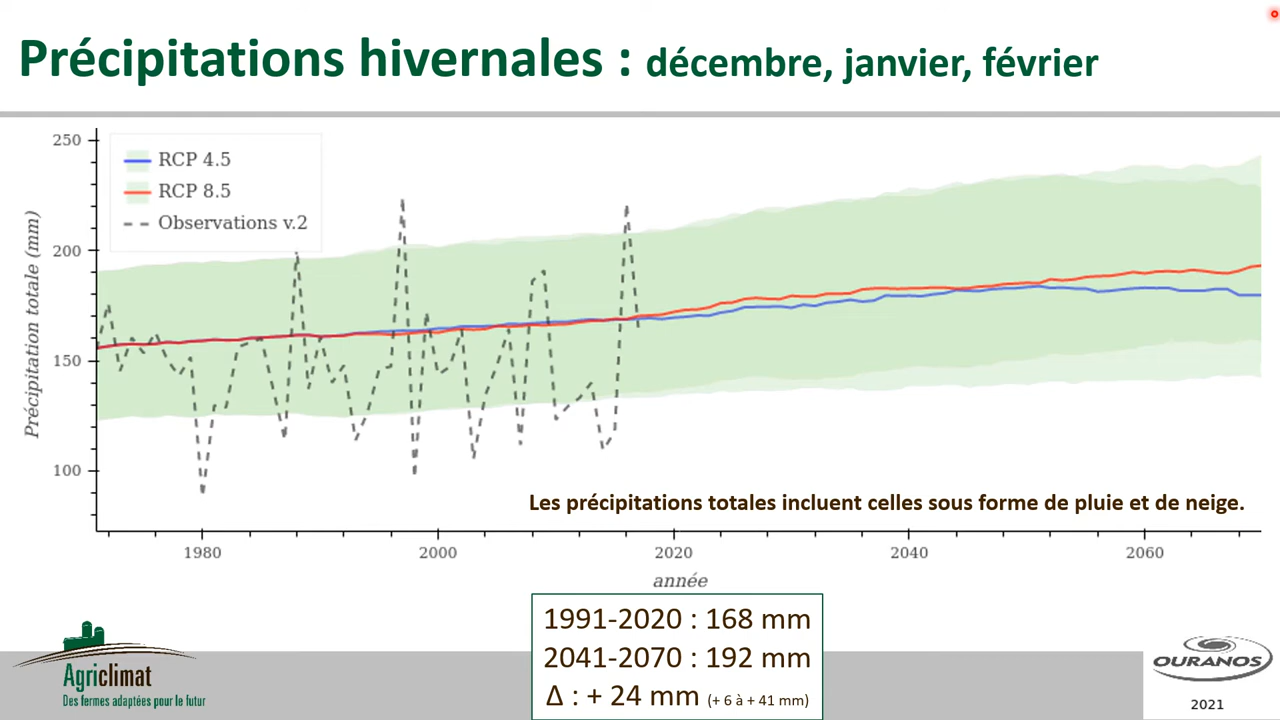 Précipitations hivernales : décembre, janvier, février
250
200
150
100
Précipitation totale (mm)
RCP 4.5
RCP 8.5
Observations v.2
Les précipitations totales incluent celles sous forme de pluie et de neige.
1980 2000 2020 2040 2060
année
1991-2020 : 168 mm
2041-2070 : 192 mm
Δ : + 24 mm (+ 6 à + 41 mm)
Agriclimat
Des fermes adaptées pour le futur
OURANOS
2021